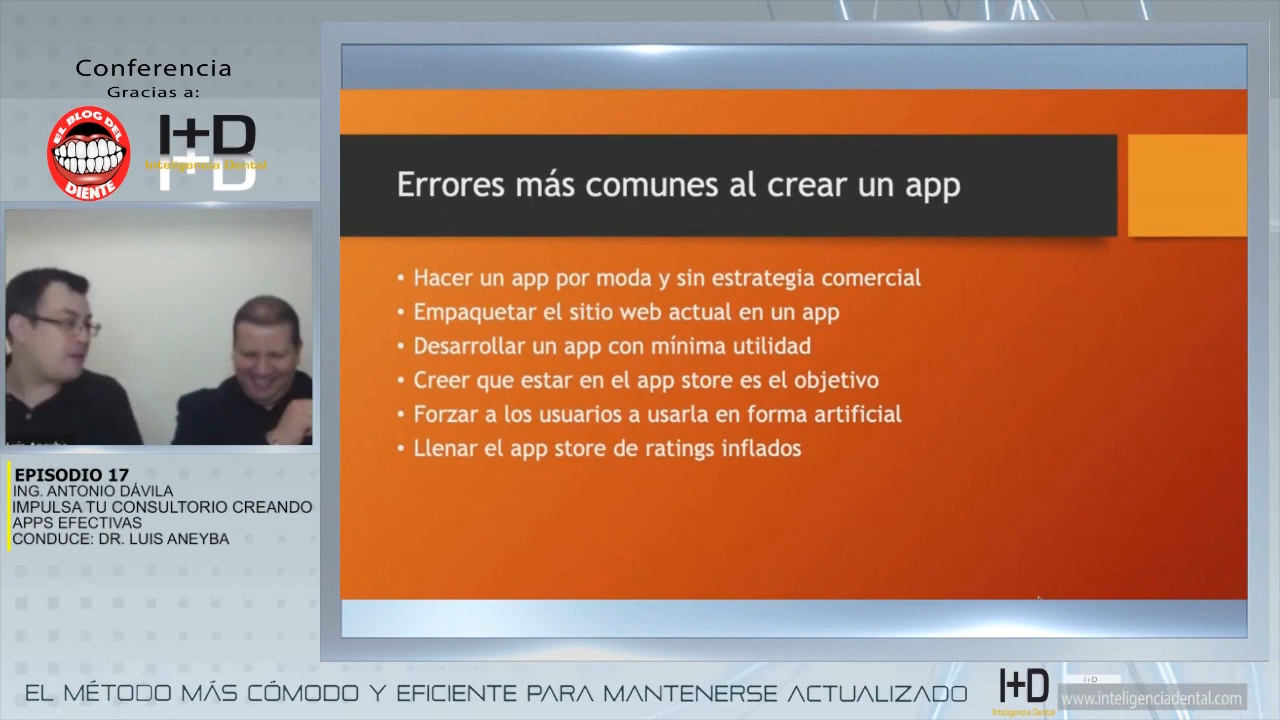 Conferencia
Gracias a:
EL BLOG DEL
DIENTE
I+D
Inteligencia Dental
Errores más comunes al crear un app
• Hacer un app por moda y sin estrategia comercial
• Empaquetar el sitio web actual en un app
• Desarrollar un app con mínima utilidad
• Creer que estar en el app store es el objetivo
• Forzar a los usuarios a usarla en forma artificial
• Llenar el app store de ratings inflados
EPISODIO 17
ING. ANTONIO DÁVILA
IMPULSA TU CONSULTORIO CREANDO
APPS EFECTIVAS
CONDUCE: DR. LUIS ANEYBA
EL MÉTODO MÁS CÓMODO Y EFICIENTE PARA MANTENERSE ACTUALIZADO
I+D
Inteligencia Dental
I+D
www.inteligenciadental.com